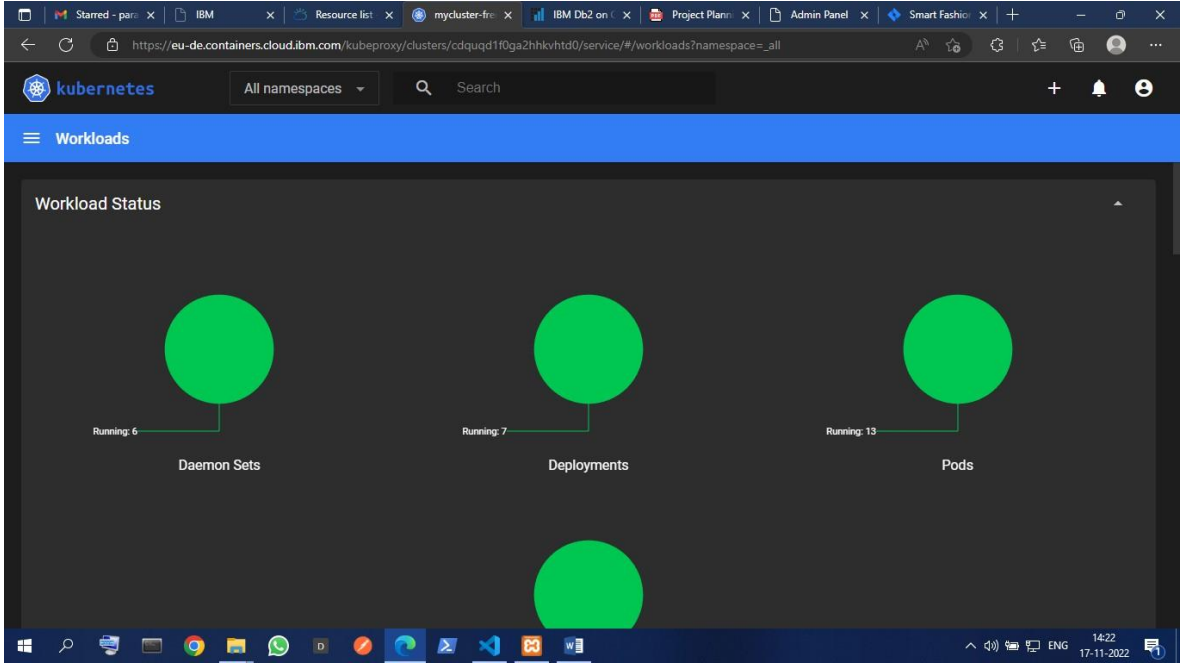 Starred - para
IBM
Resource list
mycluster-fre
IBM Db2 on C
Project Plann
Admin Panel
Smart Fashion
https://eu-de.containers.cloud.ibm.com/kubeproxy/clusters/cdquqd1f0ga2hhkvhtd0/service/#/workloads?namespace=_all
kubernetes
All namespaces
Search
Workloads
Workload Status
Running: 6
Running: 7
Running: 13
Daemon Sets
Deployments
Pods
D
W
ENG
14:22
17-11-2022
1